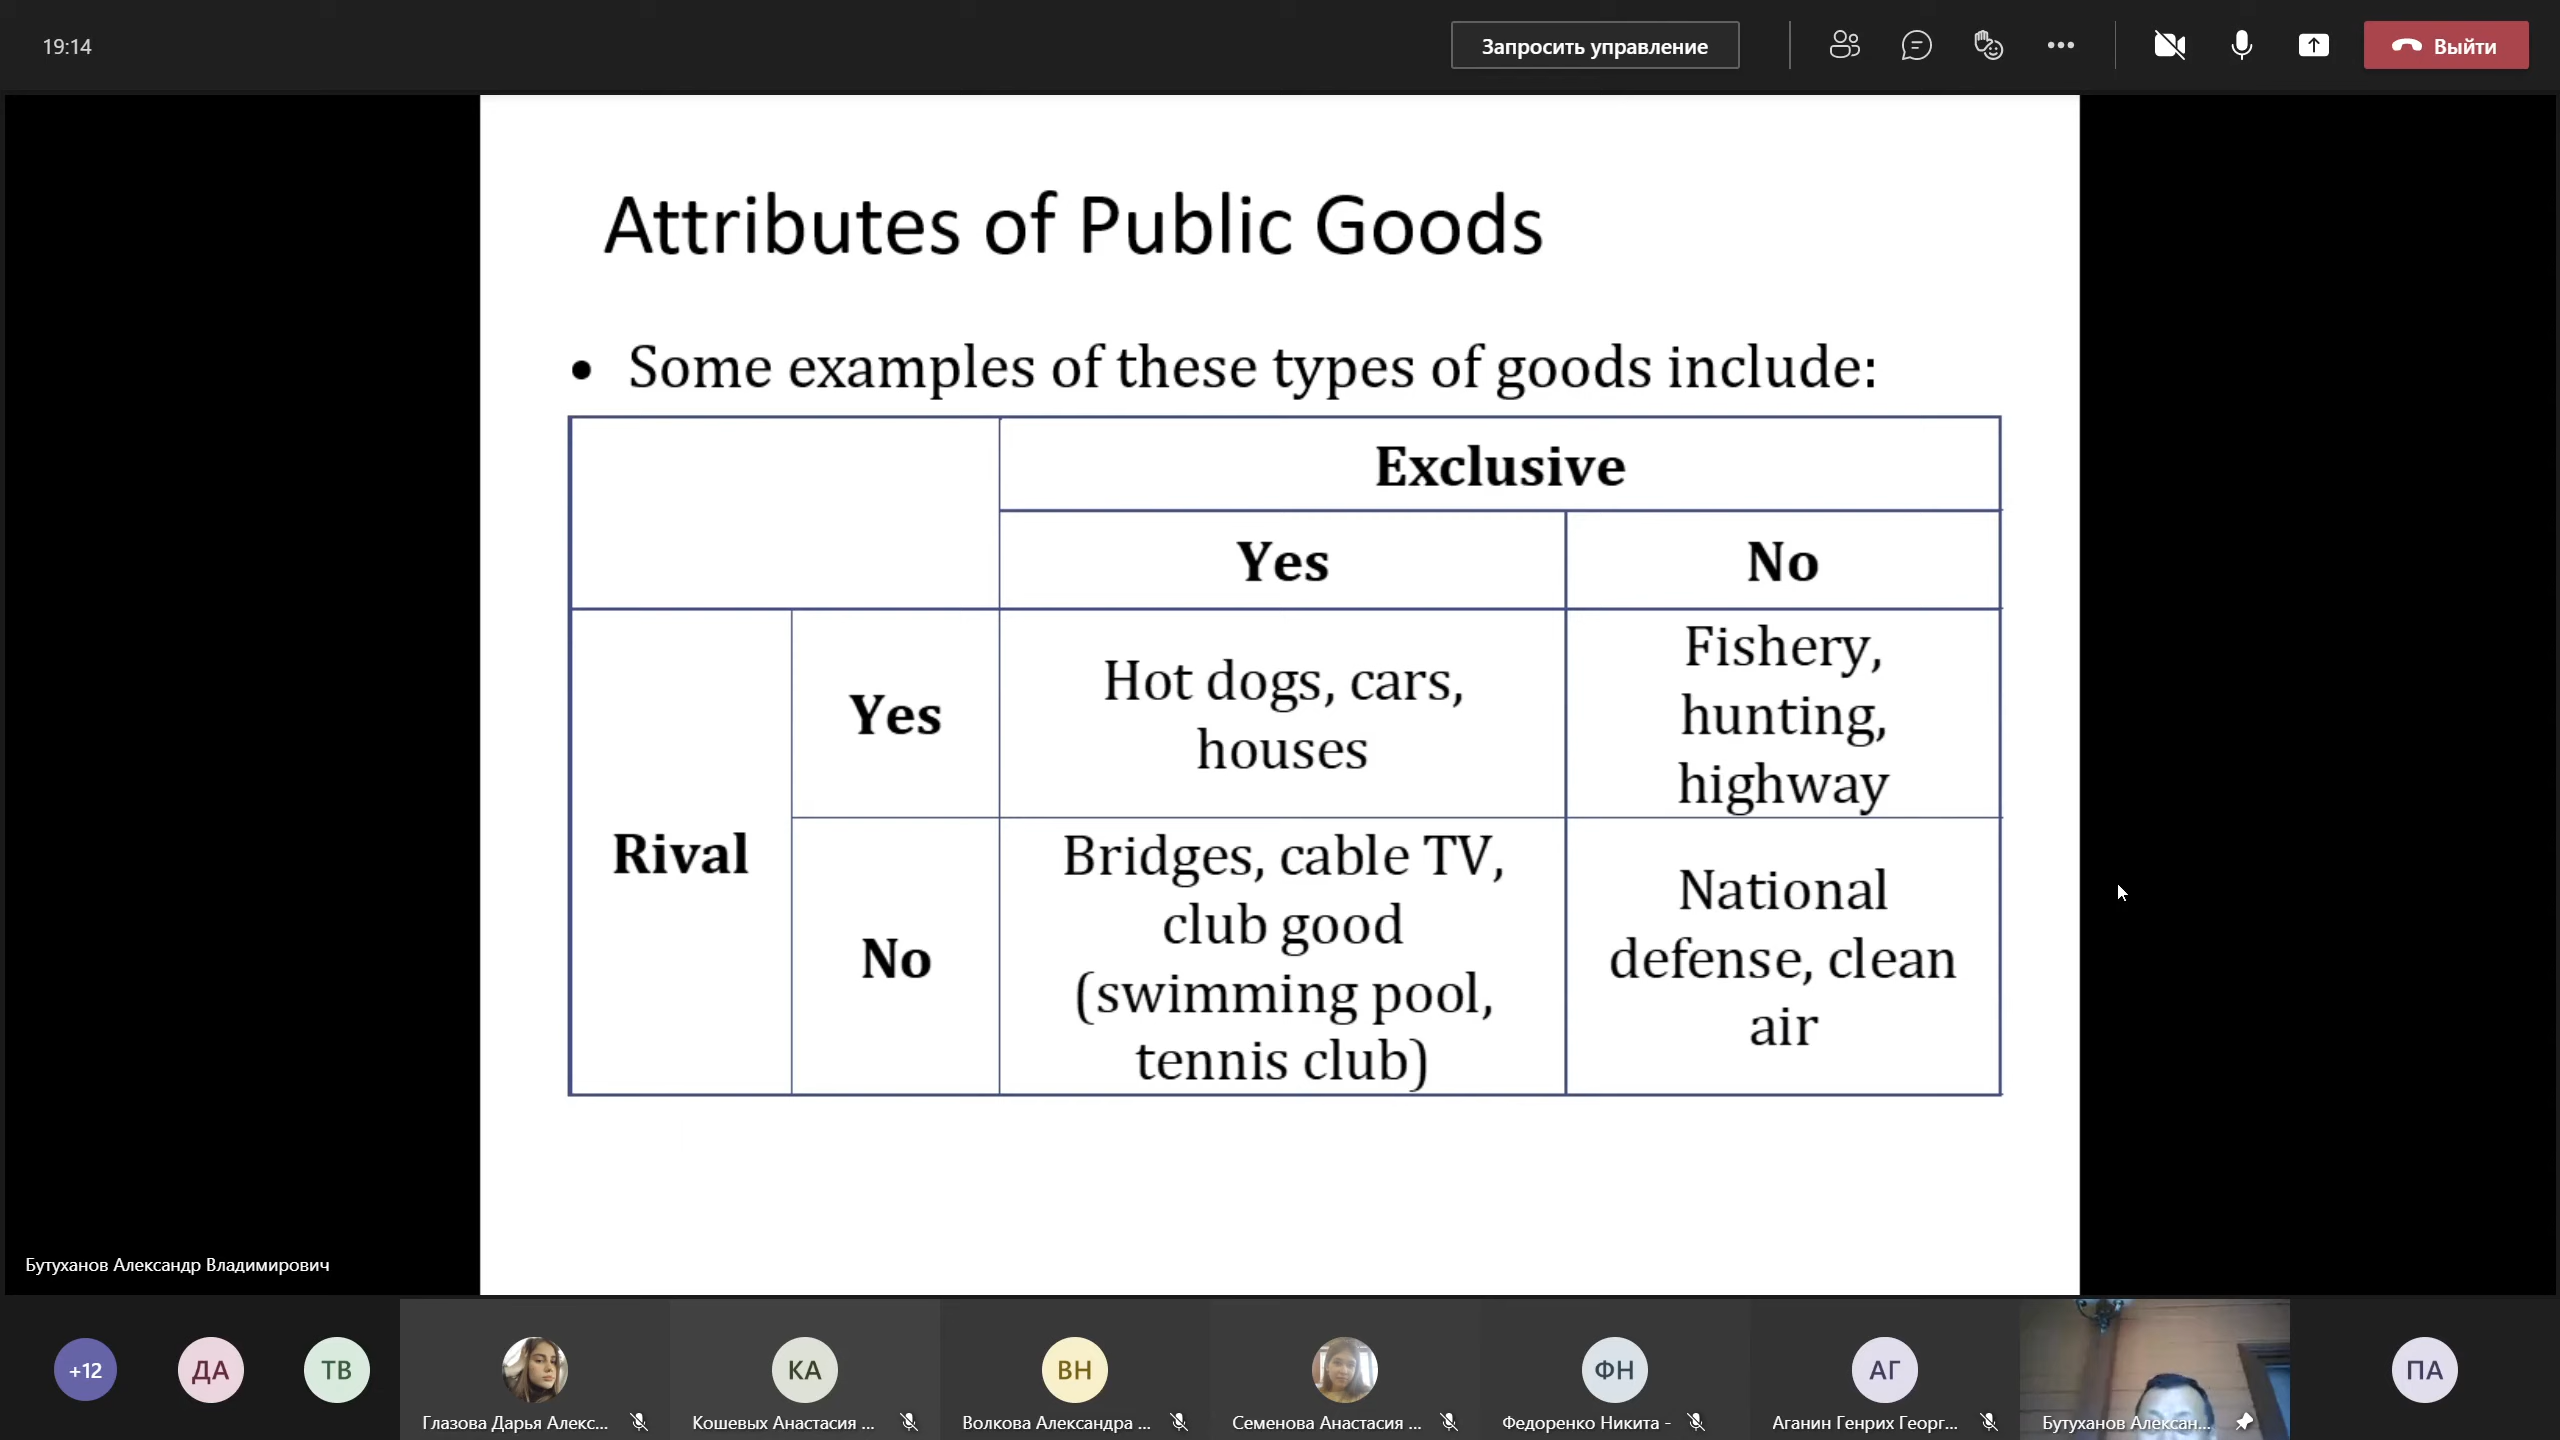 19:14
Запросить управление
Выйти
Attributes of Public Goods
• Some examples of these types of goods include:
Exclusive
Yes
No
Rival
Yes
Hot dogs, cars,
houses
Fishery,
hunting,
highway
No
Bridges, cable TV,
club good
(swimming pool,
tennis club)
National
defense, clean
air
Бутуханов Александр Владимирович
+12
ДА
ТВ
КА
ВН
ФН
АГ
ПА
Глазова Дарья Алекс...
Кошевых Анастасия ...
Волкова Александра ...
Семенова Анастасия ...
Федоренко Никита -
Аганин Генрих Георг...
Бутуханов Алексан...